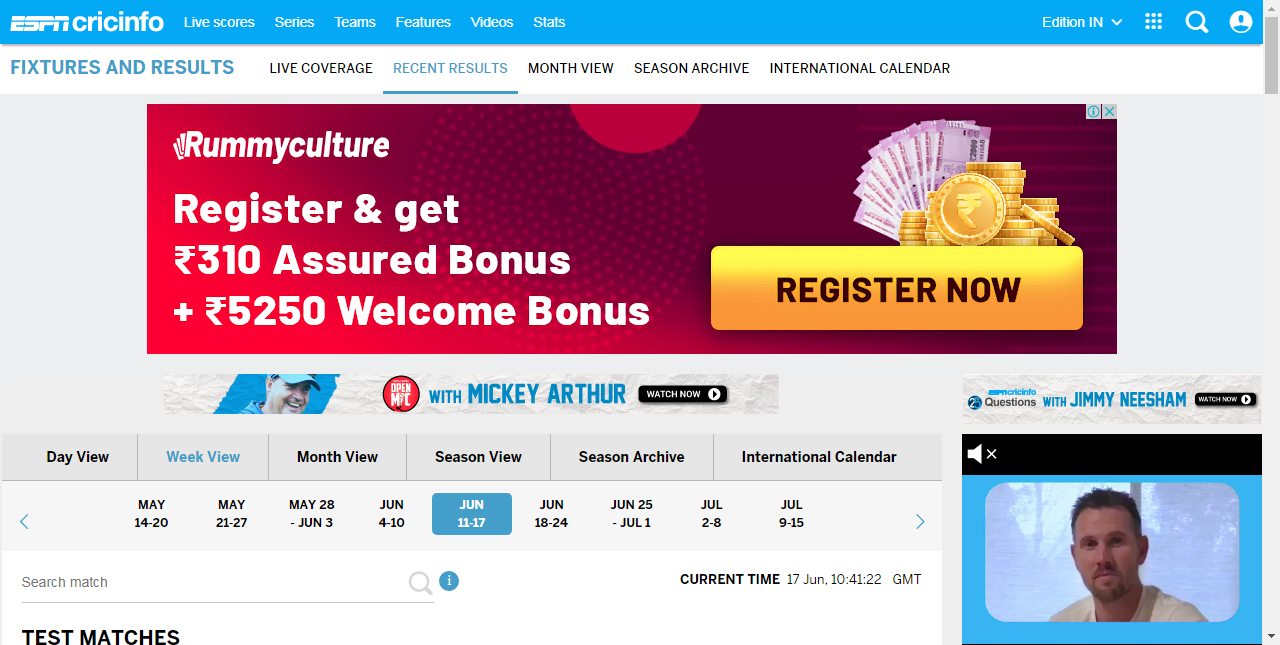 ESPN cricinfo Live scores Series Teams Features Videos Stats Edition IN
FIXTURES AND RESULTS LIVE COVERAGE RECENT RESULTS MONTH VIEW SEASON ARCHIVE INTERNATIONAL CALENDAR
Rummyculture
Register & get
₹310 Assured Bonus
+ ₹5250 Welcome Bonus
REGISTER NOW
OPEN MIC WITH MICKEY ARTHUR WATCH NOW
ESPNcricinfo
25 Questions WITH JIMMY NEESHAM WATCH NOW
Day View Week View Month View Season View Season Archive International Calendar
MAY MAY MAY 28 JUN JUN JUN JUN 25 JUL JUL
14-20 21-27 - JUN 3 4-10 11-17 18-24 - JUL 1 2-8 9-15
Search match i CURRENT TIME 17 Jun, 10:41:22 GMT
TEST MATCHES